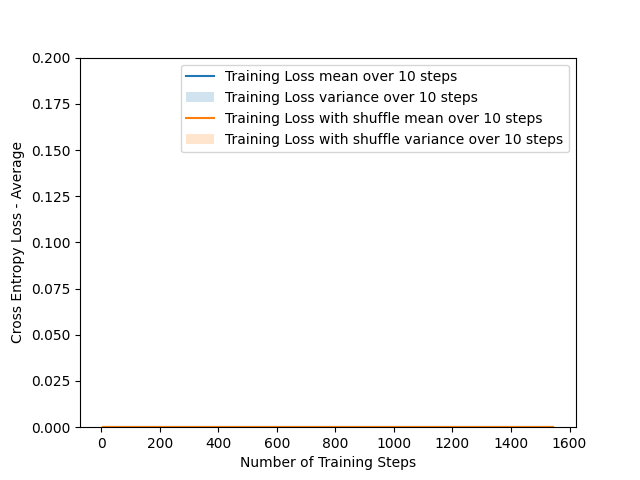 0.200
0.175
0.150
0.125
0.100
0.075
0.050
0.025
0.000
Cross Entropy Loss - Average
Training Loss mean over 10 steps
Training Loss variance over 10 steps
Training Loss with shuffle mean over 10 steps
Training Loss with shuffle variance over 10 steps
0 200 400 600 800 1000 1200 1400 1600
Number of Training Steps